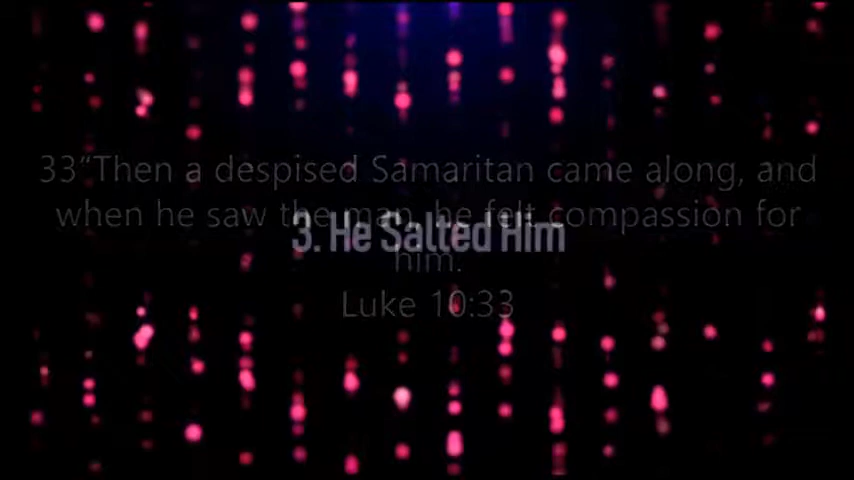 33“Then a despised Samaritan came along, and
when he saw the man, he felt compassion for
him.
Luke 10:33
3. He Salted Him